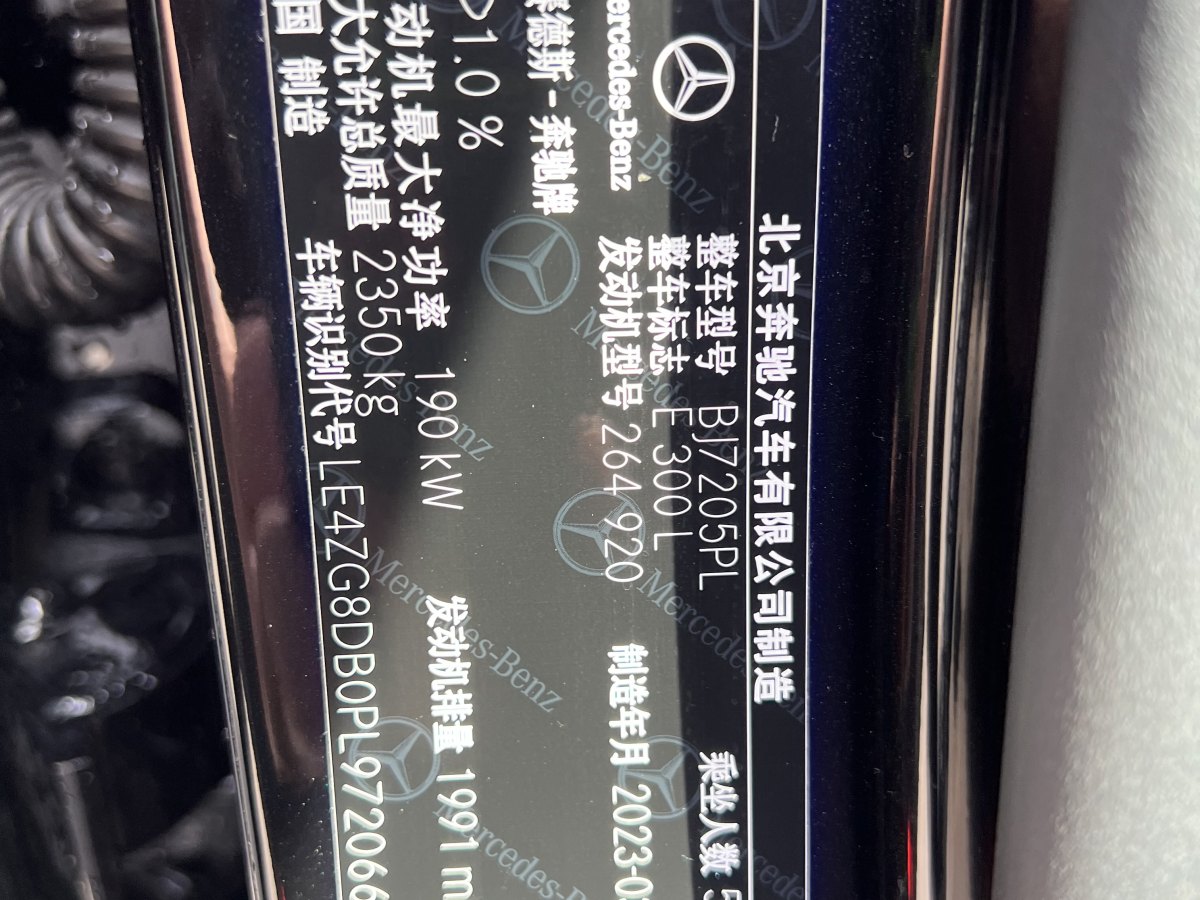 北京奔驰汽车有限公司制造
Mercedes-Benz
整车型号 BJ7205PL 乘坐人数 5
整车标志 E 300 L
发动机型号 264 920 制造年月 2023-0
德斯-奔驰牌
>1.0 %
动机最大净功率 190 kW 发动机排量 1991 m
大允许总质量 2350 kg
国 制造 车辆识别代号 LE4ZG8DB0PL972066